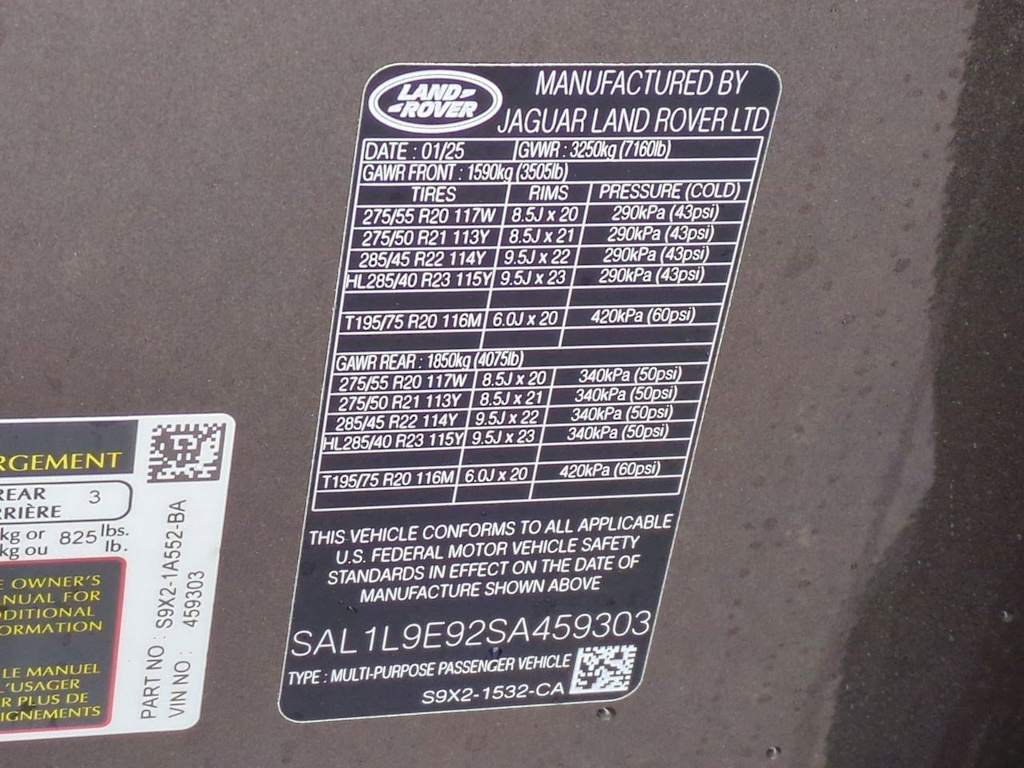 LAND-
-ROVER
MANUFACTURED BY
JAGUAR LAND ROVER LTD
DATE : 01/25 GVWR : 3250kg (7160lb)
GAWR FRONT : 1590kg (3505lb)
TIRES RIMS PRESSURE (COLD)
275/55 R20 117W 8.5J x 20 290kPa (43psi)
275/50 R21 113Y 8.5J x 21 290kPa (43psi)
285/45 R22 114Y 9.5J x 22 290kPa (43psi)
HL285/40 R23 115Y 9.5J x 23 290kPa (43psi)
T195/75 R20 116M 6.0J x 20 420kPa (60psi)
GAWR REAR : 1850kg (4075lb)
275/55 R20 117W 8.5J x 20 340kPa (50psi)
275/50 R21 113Y 8.5J x 21 340kPa (50psi)
285/45 R22 114Y 9.5J x 22 340kPa (50psi)
HL285/40 R23 115Y 9.5J x 23 340kPa (50psi)
T195/75 R20 116M 6.0J x 20 420kPa (60psi)
THIS VEHICLE CONFORMS TO ALL APPLICABLE
U.S. FEDERAL MOTOR VEHICLE SAFETY
STANDARDS IN EFFECT ON THE DATE OF
MANUFACTURE SHOWN ABOVE
SAL1L9E92SA459303
TYPE : MULTI-PURPOSE PASSENGER VEHICLE
S9X2-1532-CA
RGEMENT
REAR 3
RRIÈRE
kg or 825 lbs.
kg ou lb.
E OWNER'S
ANUAL FOR
DDITIONAL
ORMATION
LE MANUEL
L'USAGER
R PLUS DE
IGNEMENTS
PART NO : S9X2-1A552-BA
VIN NO : 459303